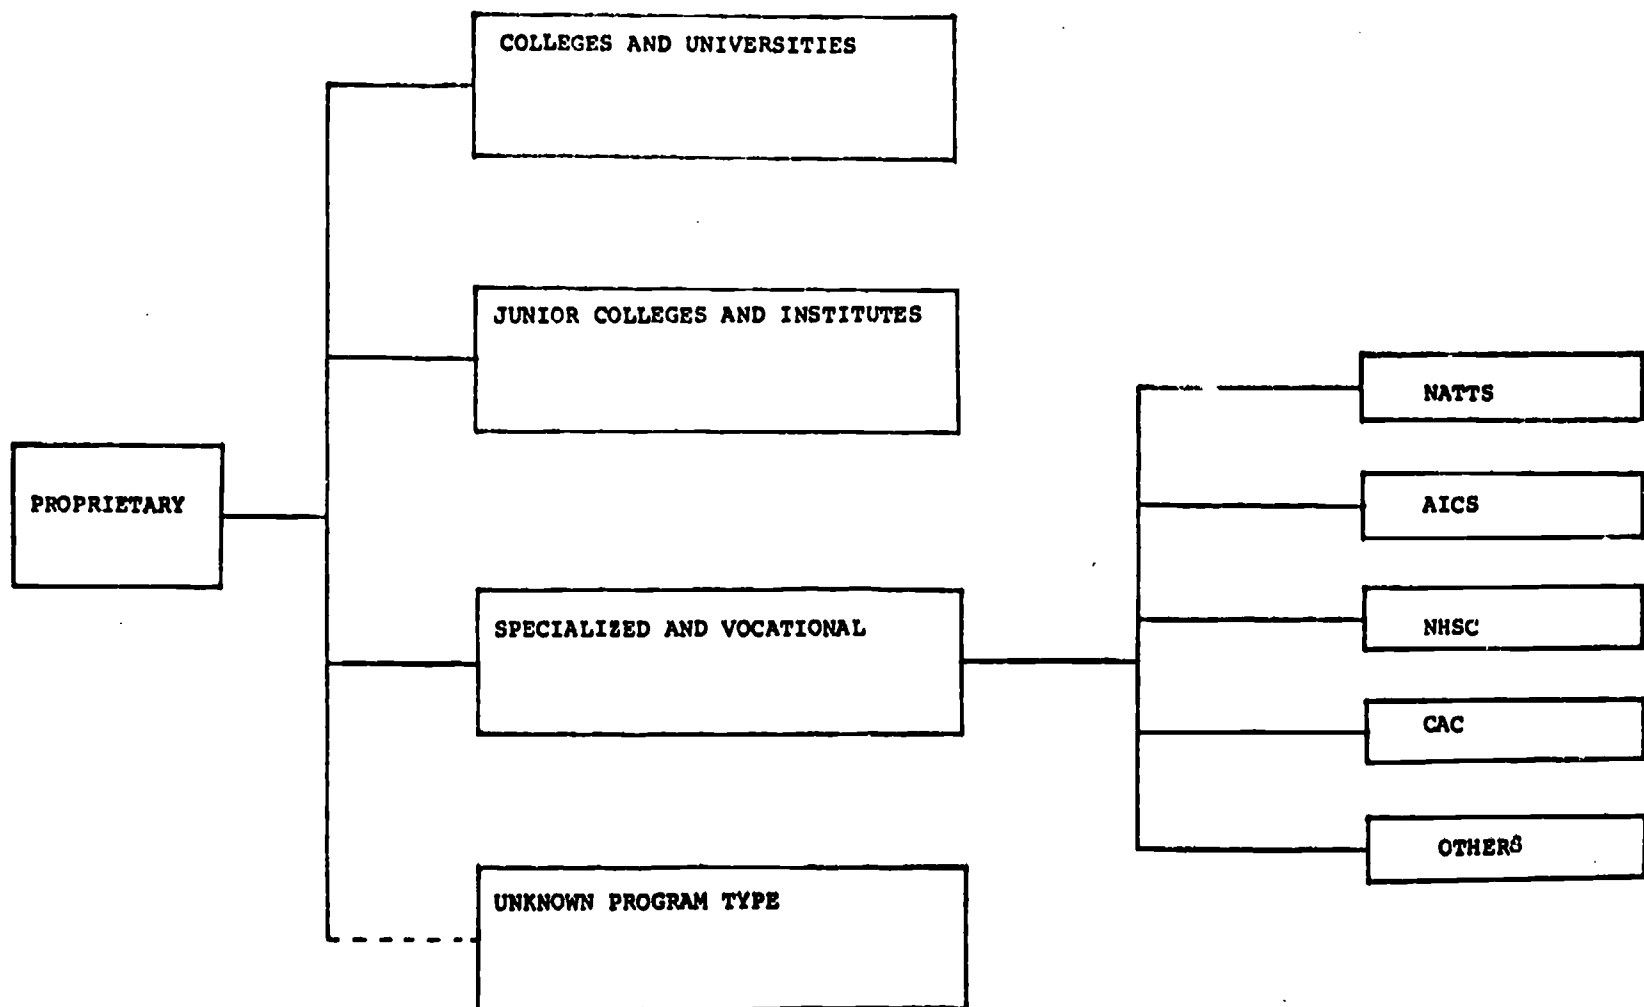 COLLEGES AND UNIVERSITIES
JUNIOR COLLEGES AND INSTITUTES
PROPRIETARY
SPECIALIZED AND VOCATIONAL
UNKNOWN PROGRAM TYPE
NATTS
AICS
NHSC
CAC
OTHERS